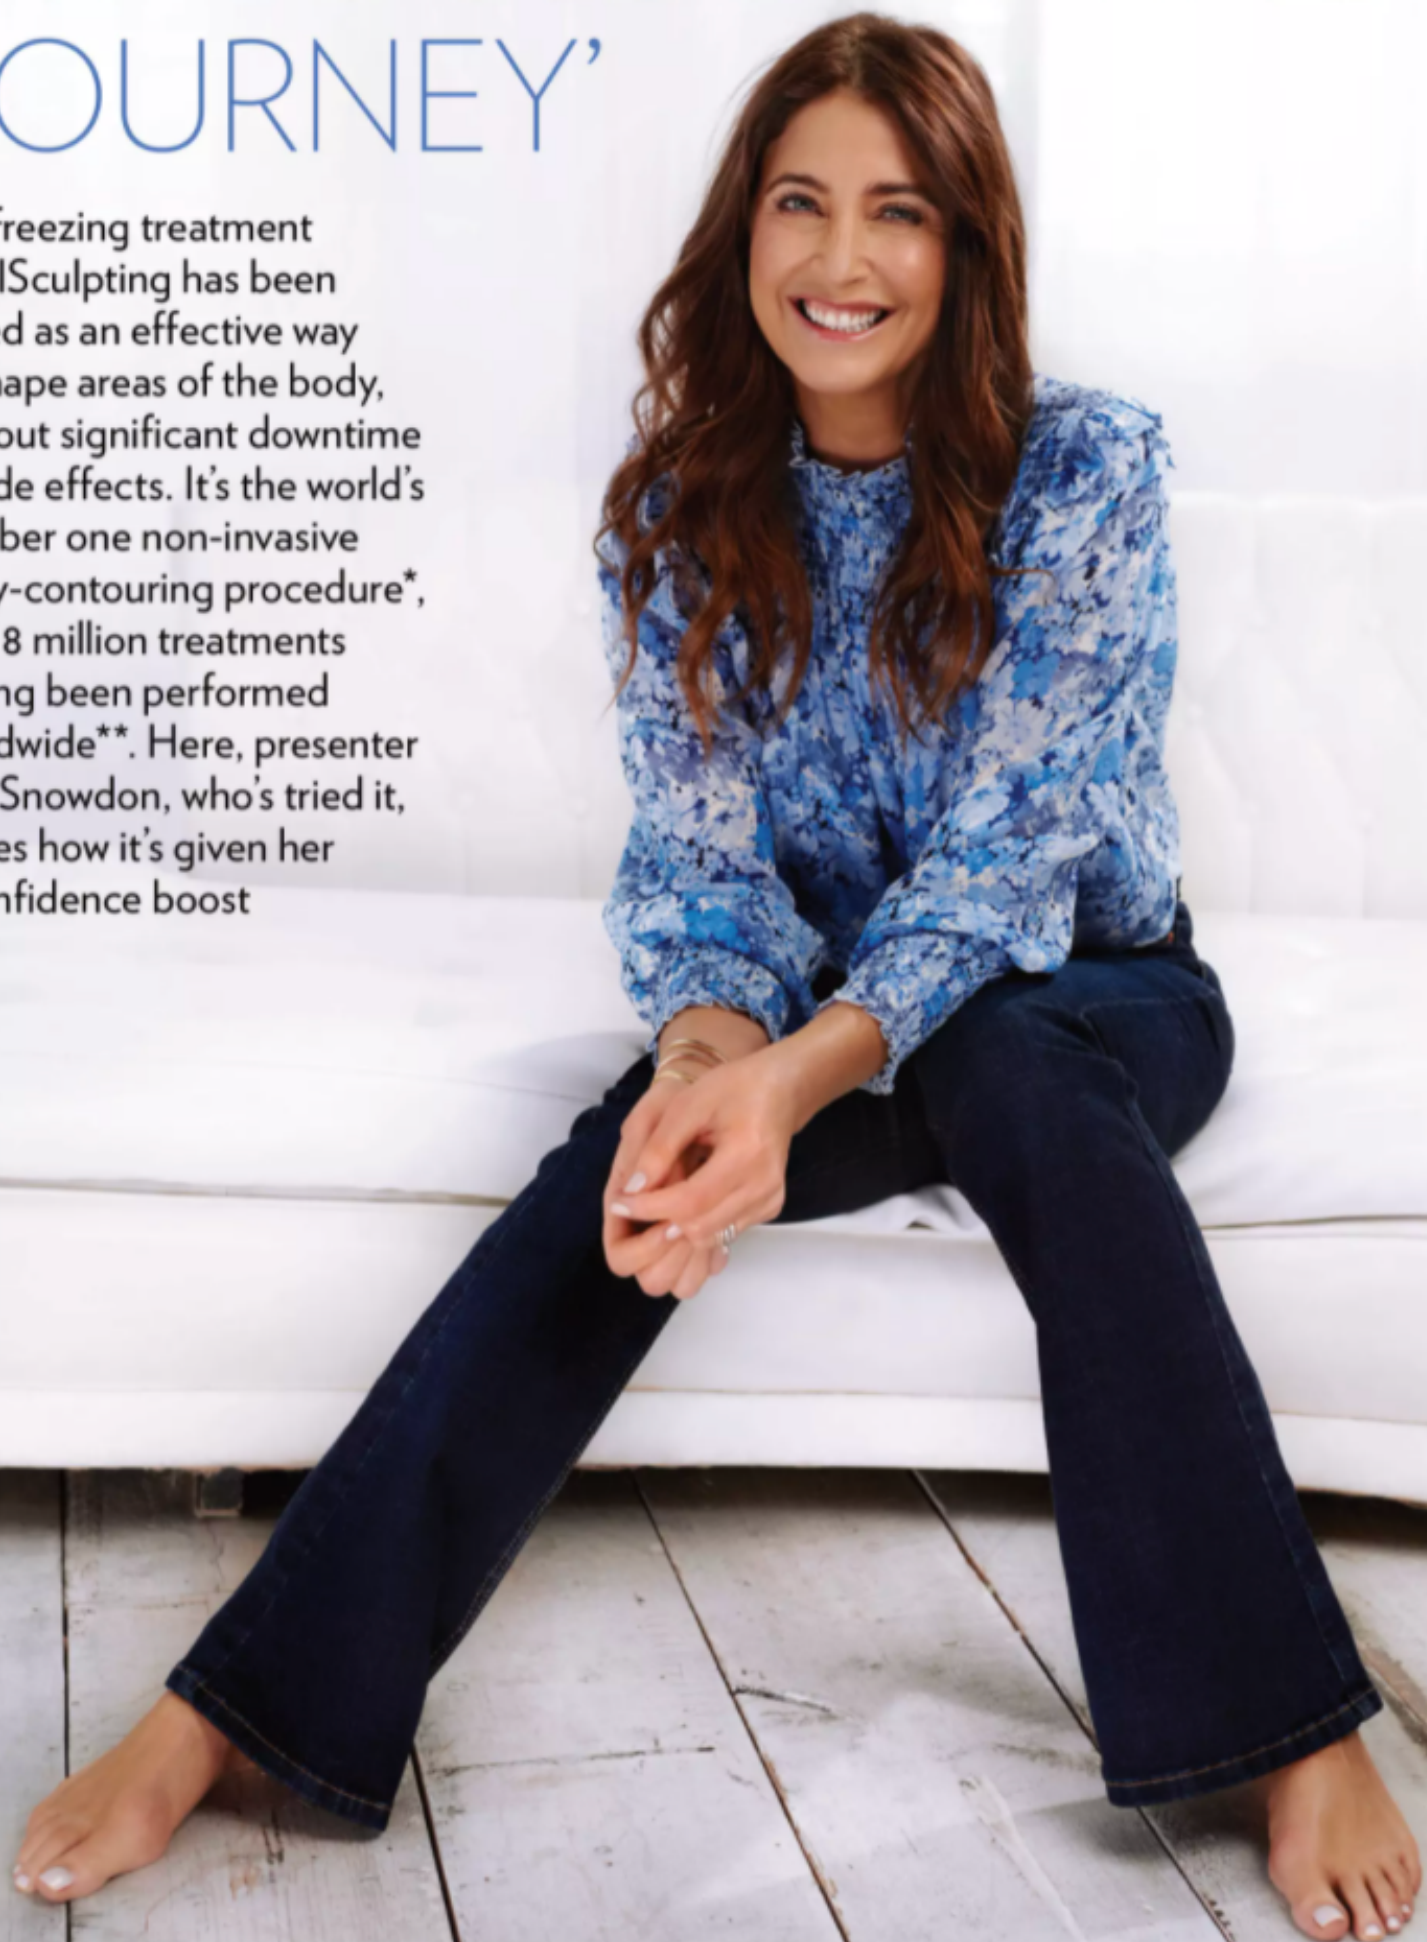 OURNEY’
freezing treatment
lSculpting has been
ed as an effective way
hape areas of the body,
out significant downtime
de effects. It’s the world’s
ber one non-invasive
y-contouring procedure*,
8 million treatments
ng been performed
dwide**. Here, presenter
Snowdon, who’s tried it,
es how it’s given her
nfidence boost